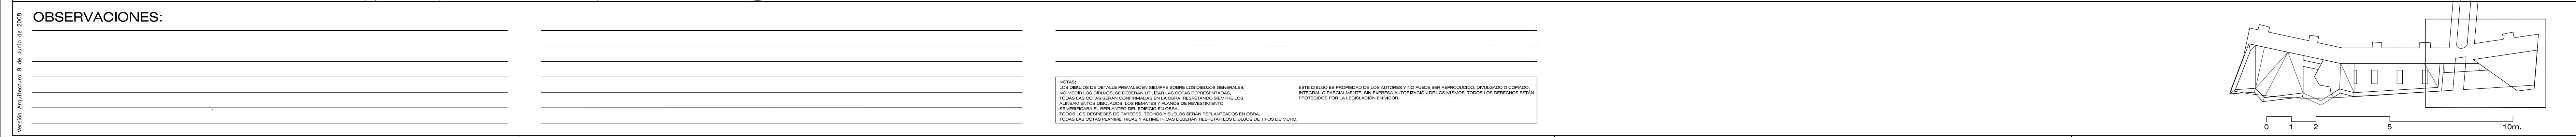 Versión Arquitectura 9 de Junio de 2008
OBSERVACIONES:
NOTAS:
LOS DIBUJOS DE DETALLE PREVALECEN SIEMPRE SOBRE LOS DIBUJOS GENERALES.
NO MEDIR LOS DIBUJOS, SE DEBERÁN UTILIZAR LAS COTAS REPRESENTADAS.
TODAS LAS COTAS SERÁN CONFIRMADAS EN LA OBRA, RESPETANDO SIEMPRE LOS
ALINEAMIENTOS DIBUJADOS, LOS REMATES Y PLANOS DE REVESTIMIENTO.
SE VERIFICARÁ EL REPLANTEO DEL EDIFICIO EN OBRA.
TODOS LOS DESPIECES DE PAREDES, TECHOS Y SUELOS SERÁN REPLANTEADOS EN OBRA.
TODAS LAS COTAS PLANIMÉTRICAS Y ALTIMÉTRICAS DEBERÁN RESPETAR LOS DIBUJOS DE TIPOS DE MURO.
ESTE DIBUJO ES PROPIEDAD DE LOS AUTORES Y NO PUEDE SER REPRODUCIDO, DIVULGADO O COPIADO,
INTEGRAL O PARCIALMENTE, SIN EXPRESA AUTORIZACIÓN DE LOS MISMOS, TODOS LOS DERECHOS ESTÁN
PROTEGIDOS POR LA LEGISLACIÓN EN VIGOR.
0 1 2 5 10m.